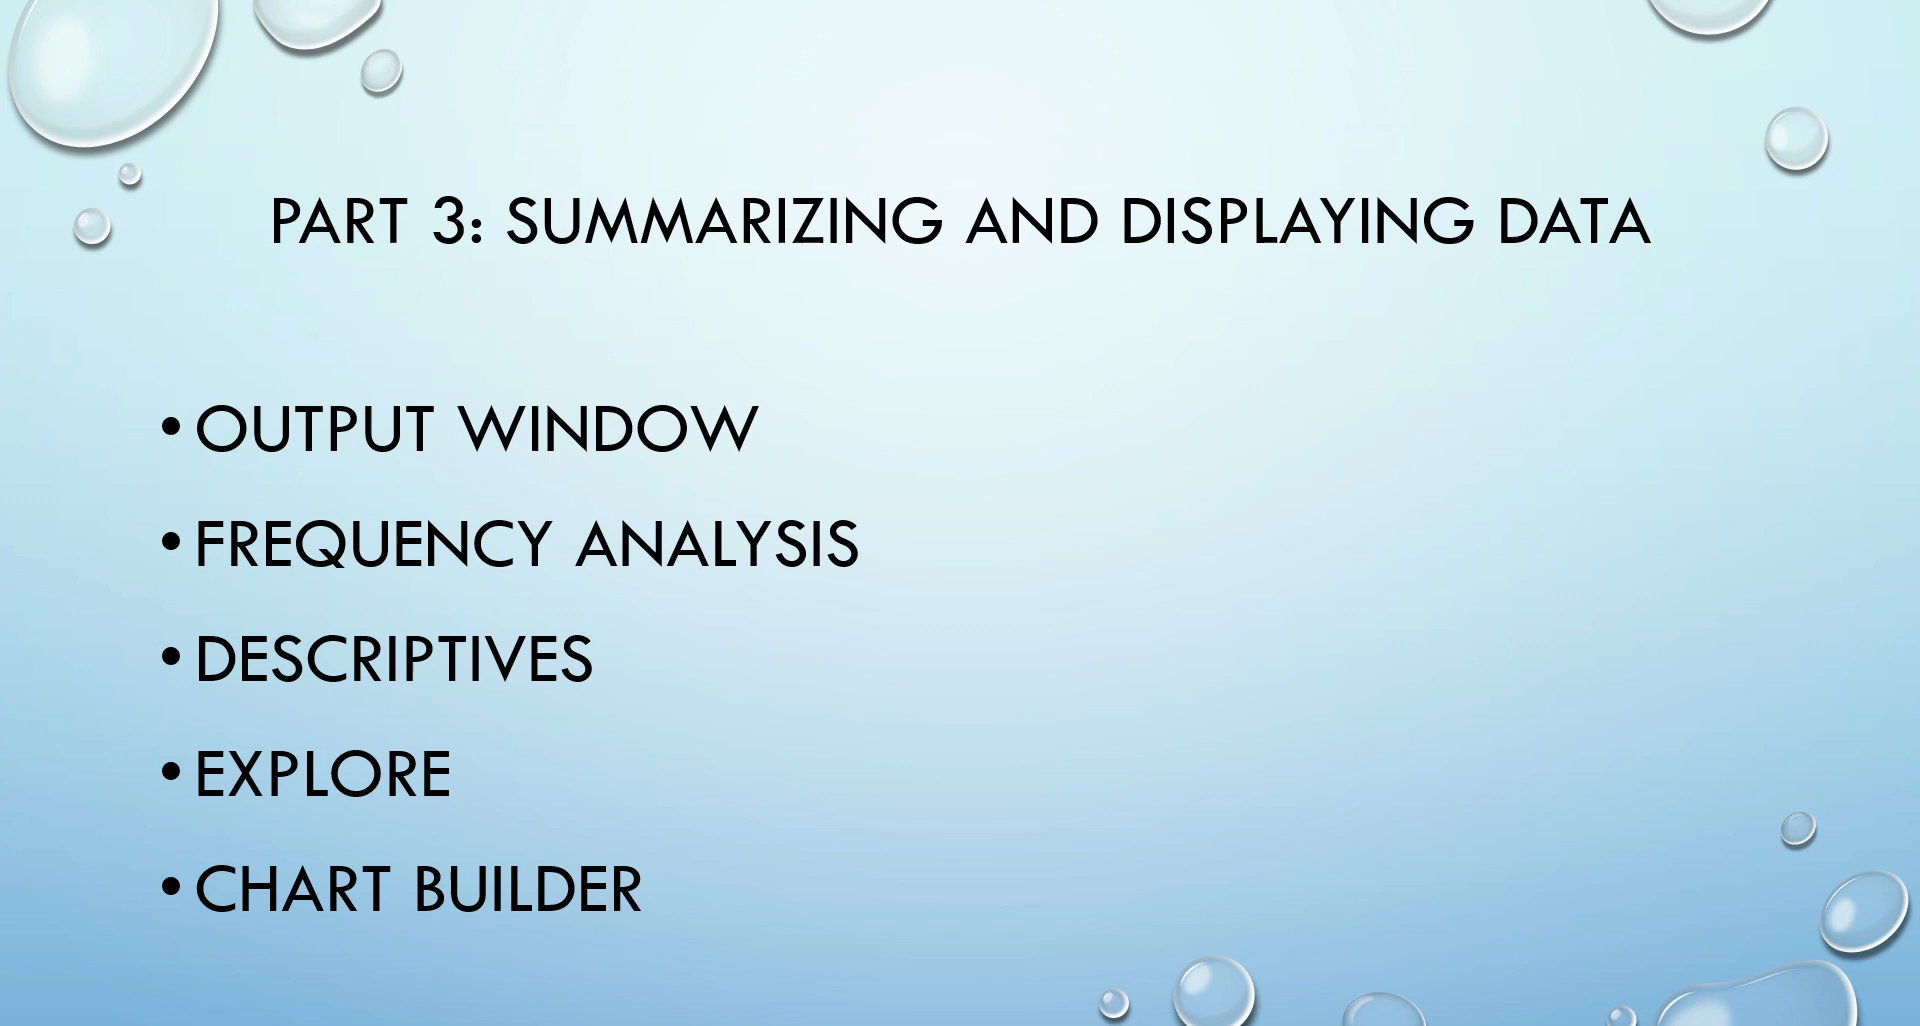 PART 3: SUMMARIZING AND DISPLAYING DATA
• OUTPUT WINDOW
• FREQUENCY ANALYSIS
• DESCRIPTIVES
• EXPLORE
• CHART BUILDER